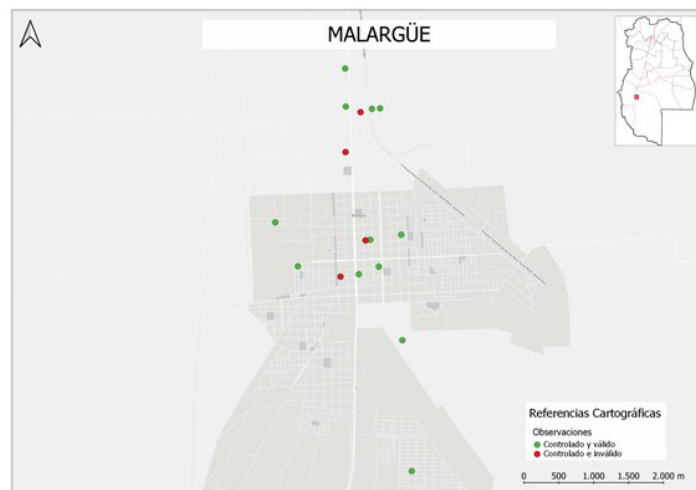 MALARGÜE
Referencias Cartográficas
Observaciones
Controlado y válido
Controlado e inválido
0 500 1.000 1.500 2.000 m